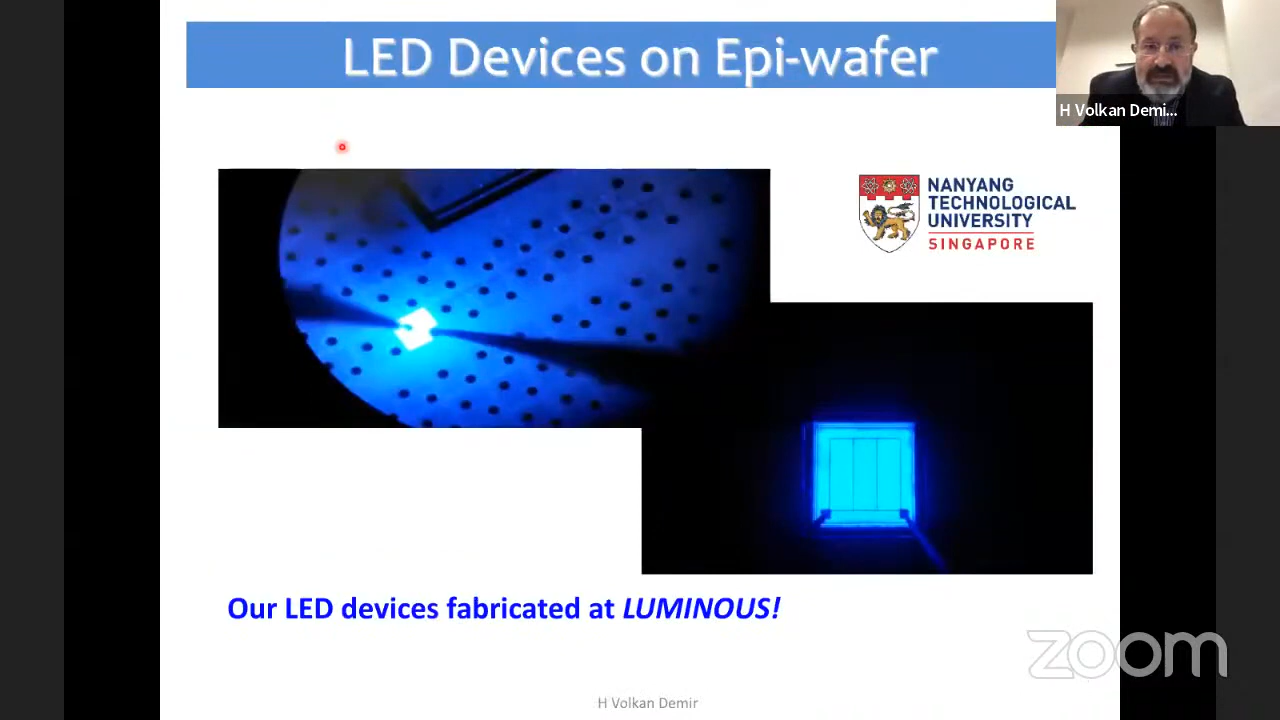 LED Devices on Epi-wafer
H Volkan Demi...
NANYANG
TECHNOLOGICAL
UNIVERSITY
SINGAPORE
Our LED devices fabricated at LUMINOUS!
zoom
H Volkan Demir